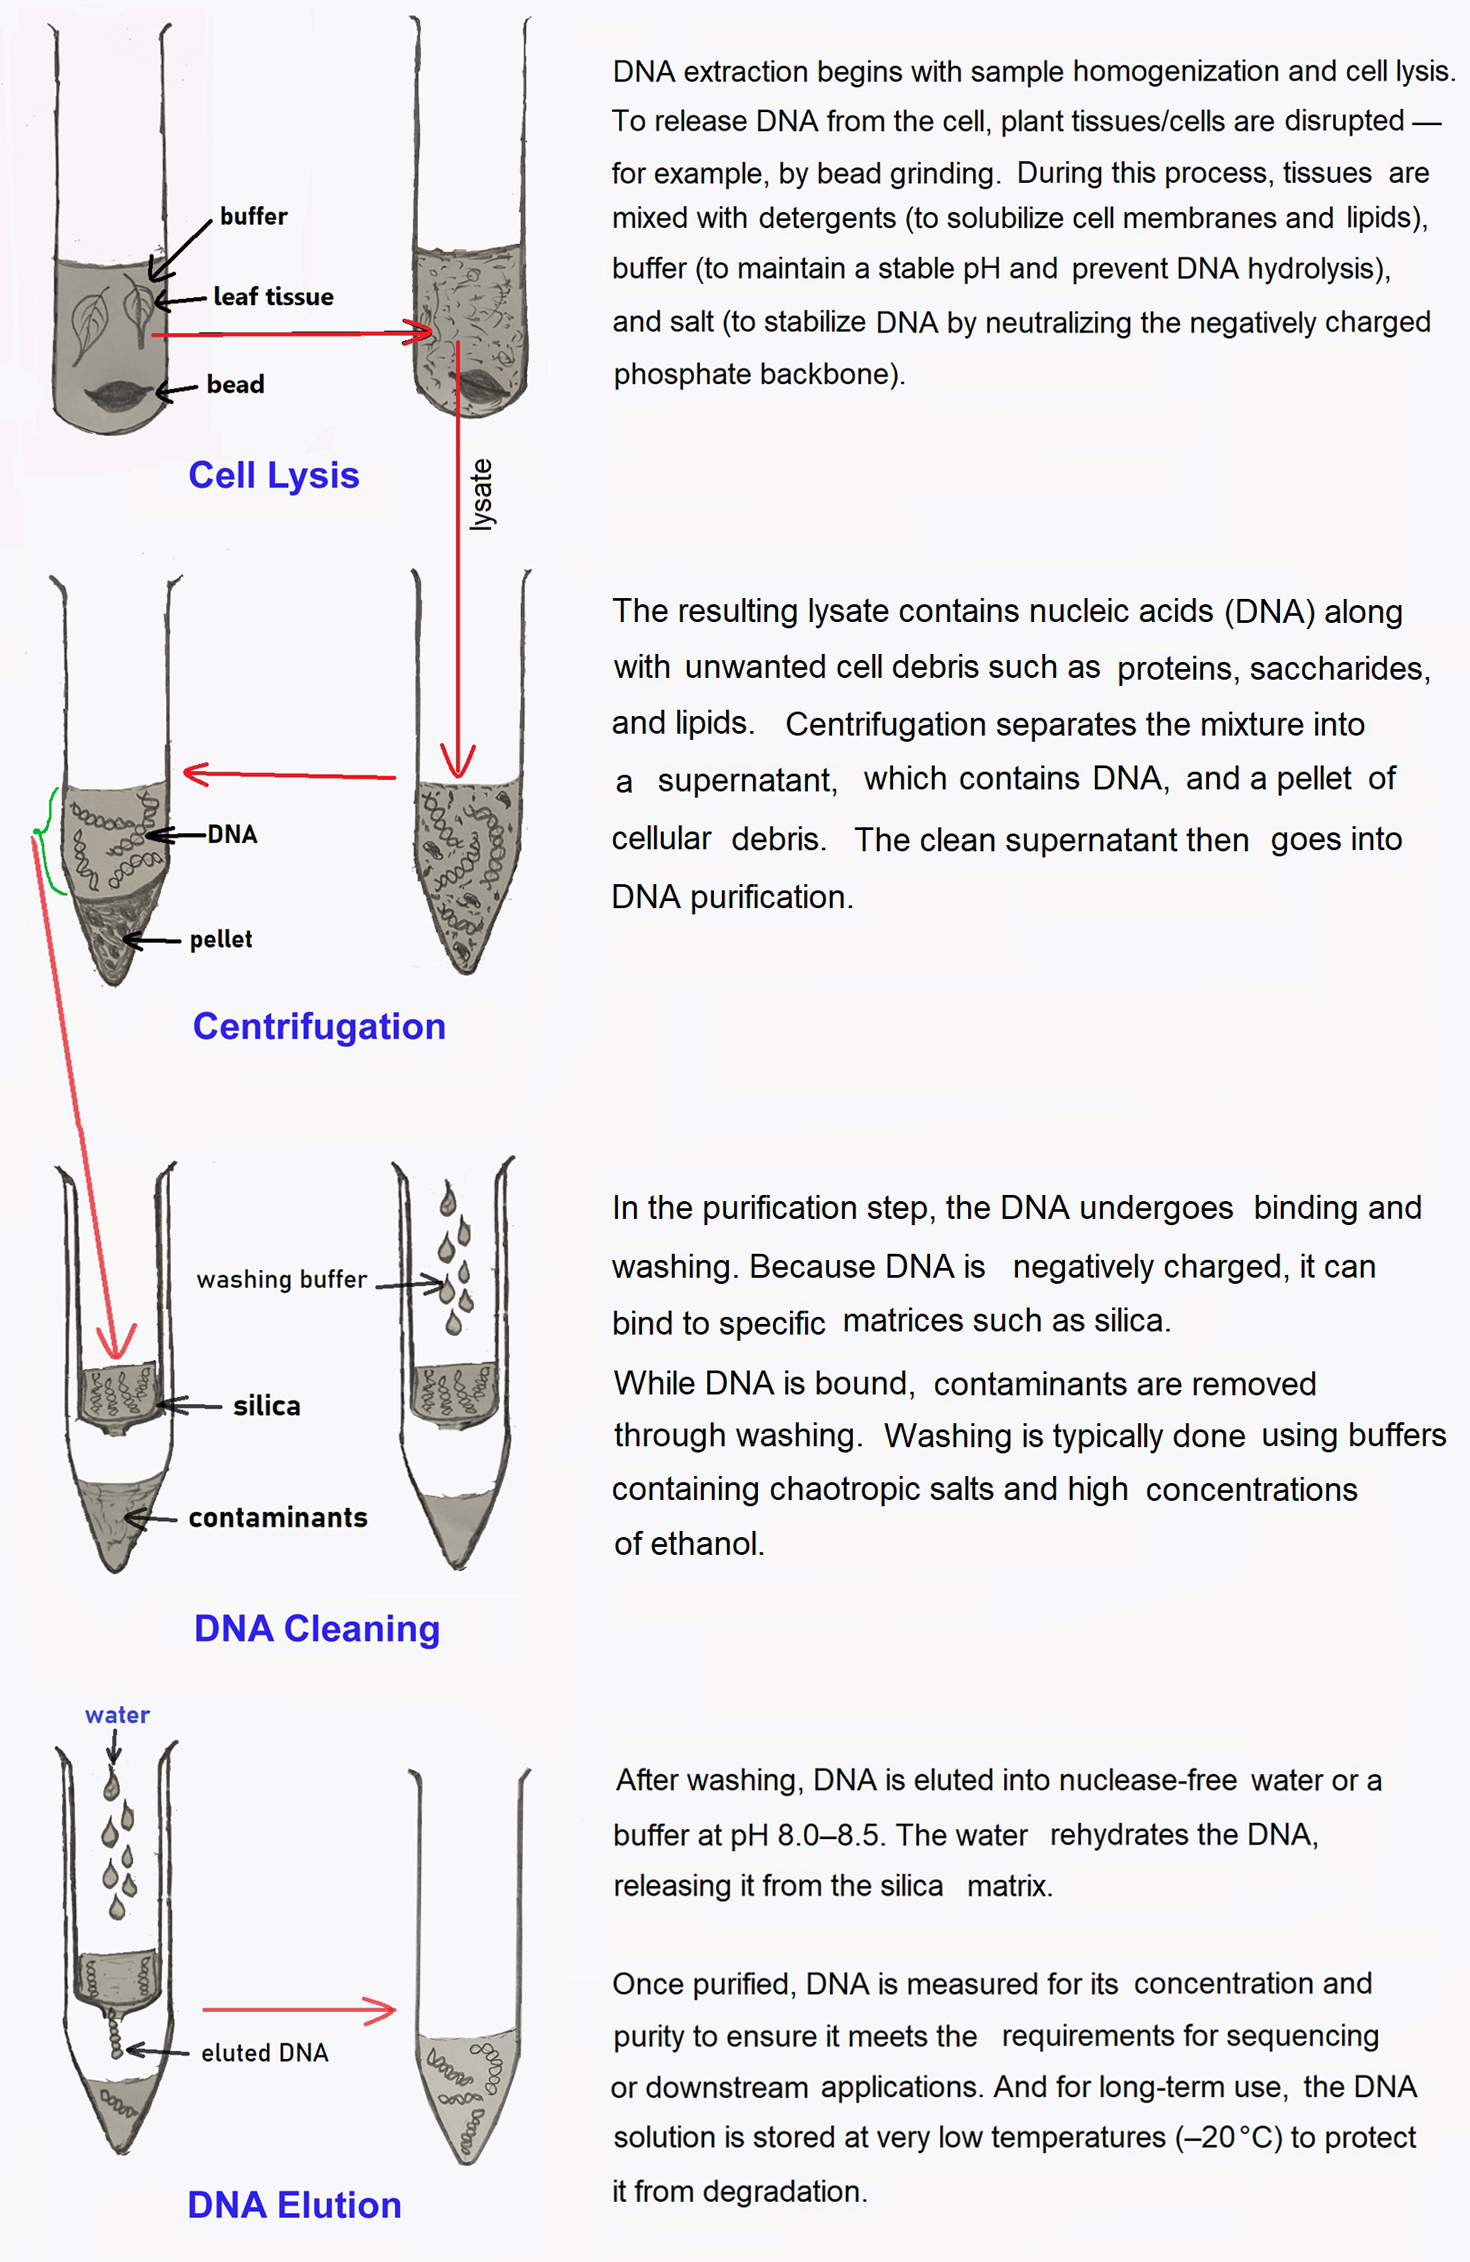 DNA extraction begins with sample homogenization and cell lysis.
To release DNA from the cell, plant tissues/cells are disrupted —
for example, by bead grinding. During this process, tissues are
mixed with detergents (to solubilize cell membranes and lipids),
buffer (to maintain a stable pH and prevent DNA hydrolysis),
and salt (to stabilize DNA by neutralizing the negatively charged
phosphate backbone).
buffer
leaf tissue
bead
Cell Lysis
lysate
The resulting lysate contains nucleic acids (DNA) along
with unwanted cell debris such as proteins, saccharides,
and lipids. Centrifugation separates the mixture into
a supernatant, which contains DNA, and a pellet of
cellular debris. The clean supernatant then goes into
DNA purification.
DNA
pellet
Centrifugation
In the purification step, the DNA undergoes binding and
washing. Because DNA is negatively charged, it can
bind to specific matrices such as silica.
While DNA is bound, contaminants are removed
through washing. Washing is typically done using buffers
containing chaotropic salts and high concentrations
of ethanol.
washing buffer
silica
contaminants
DNA Cleaning
water
After washing, DNA is eluted into nuclease-free water or a
buffer at pH 8.0–8.5. The water rehydrates the DNA,
releasing it from the silica matrix.
Once purified, DNA is measured for its concentration and
purity to ensure it meets the requirements for sequencing
or downstream applications. And for long-term use, the DNA
solution is stored at very low temperatures (–20°C) to protect
it from degradation.
eluted DNA
DNA Elution